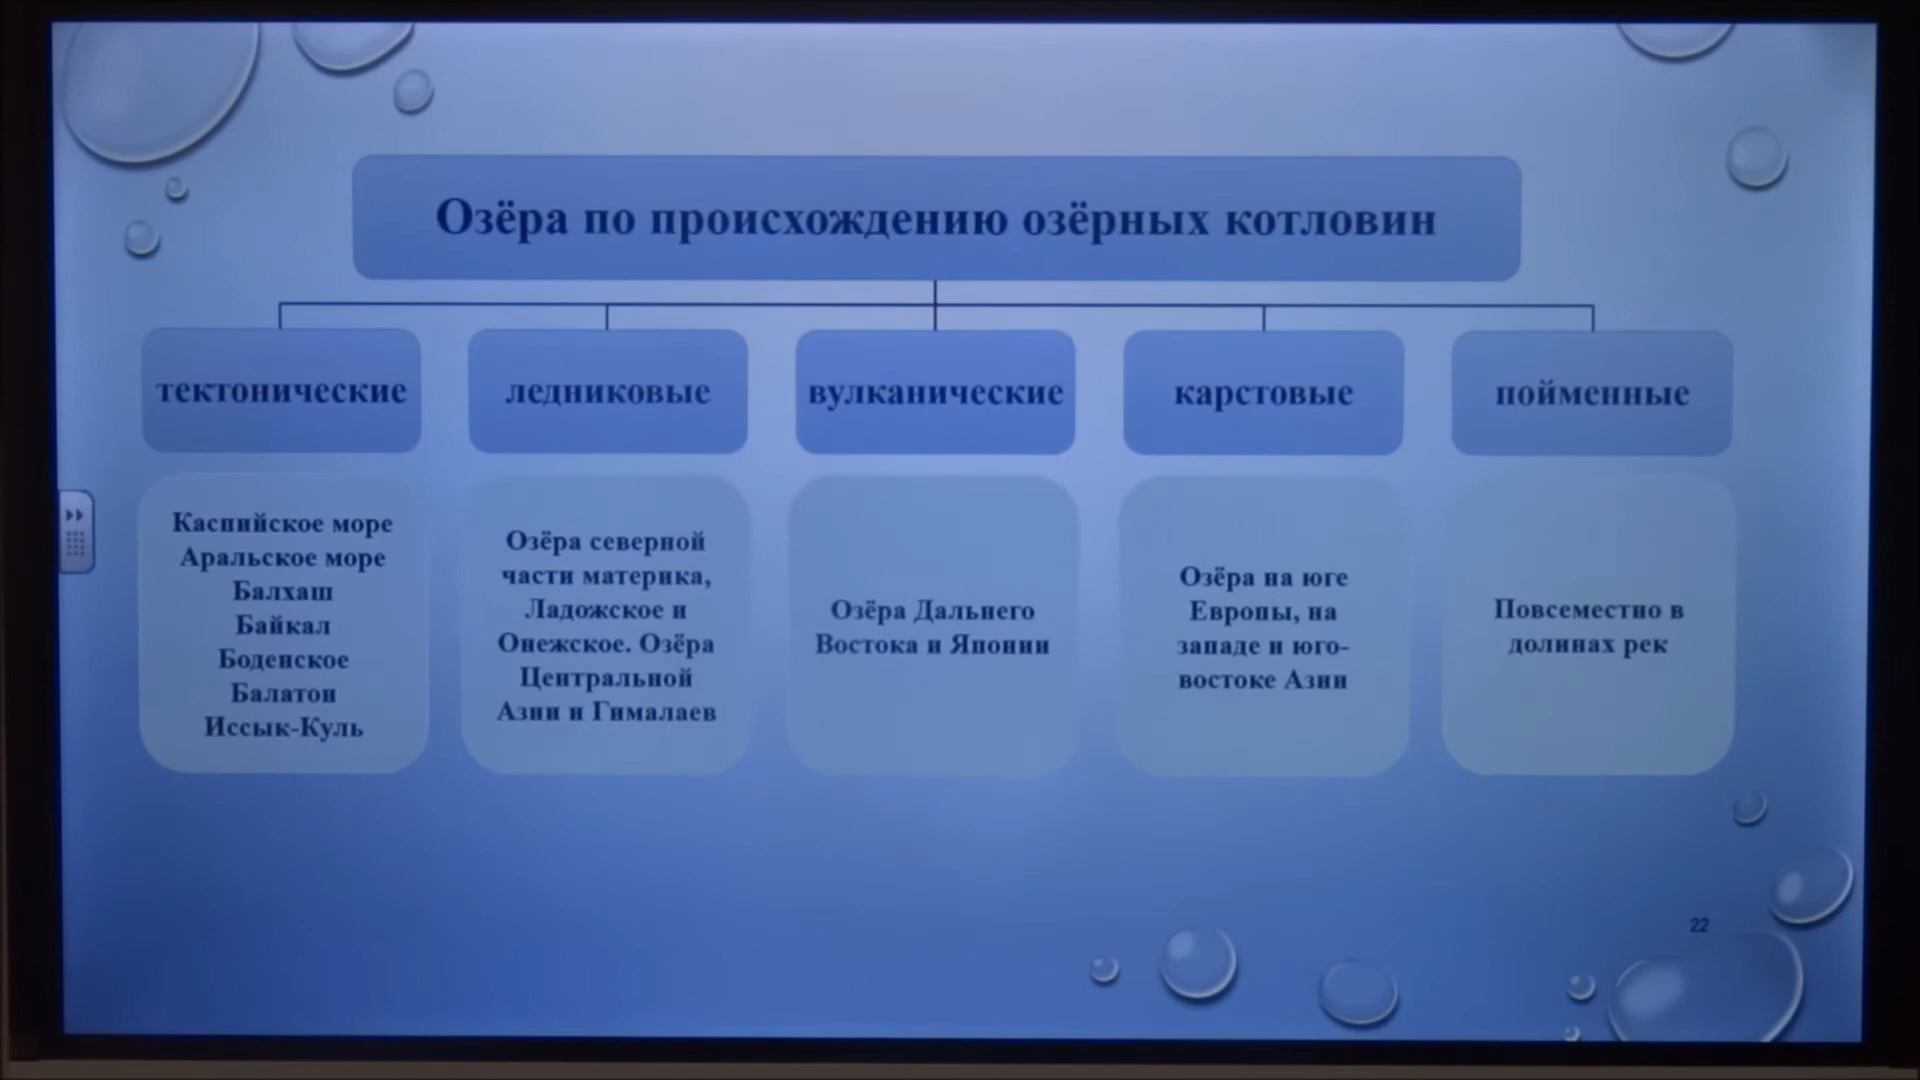 Озёра по происхождению озёрных котловин
тектонические
ледниковые
вулканические
карстовые
пойменные
Каспийское море
Аральское море
Балхаш
Байкал
Боденское
Балатон
Иссык-Куль
Озёра северной
части материка,
Ладожское и
Онежское. Озёра
Центральной
Азии и Гималаев
Озёра Дальнего
Востока и Японии
Озёра на юге
Европы, на
западе и юго-
востоке Азии
Повсеместно в
долинах рек
22